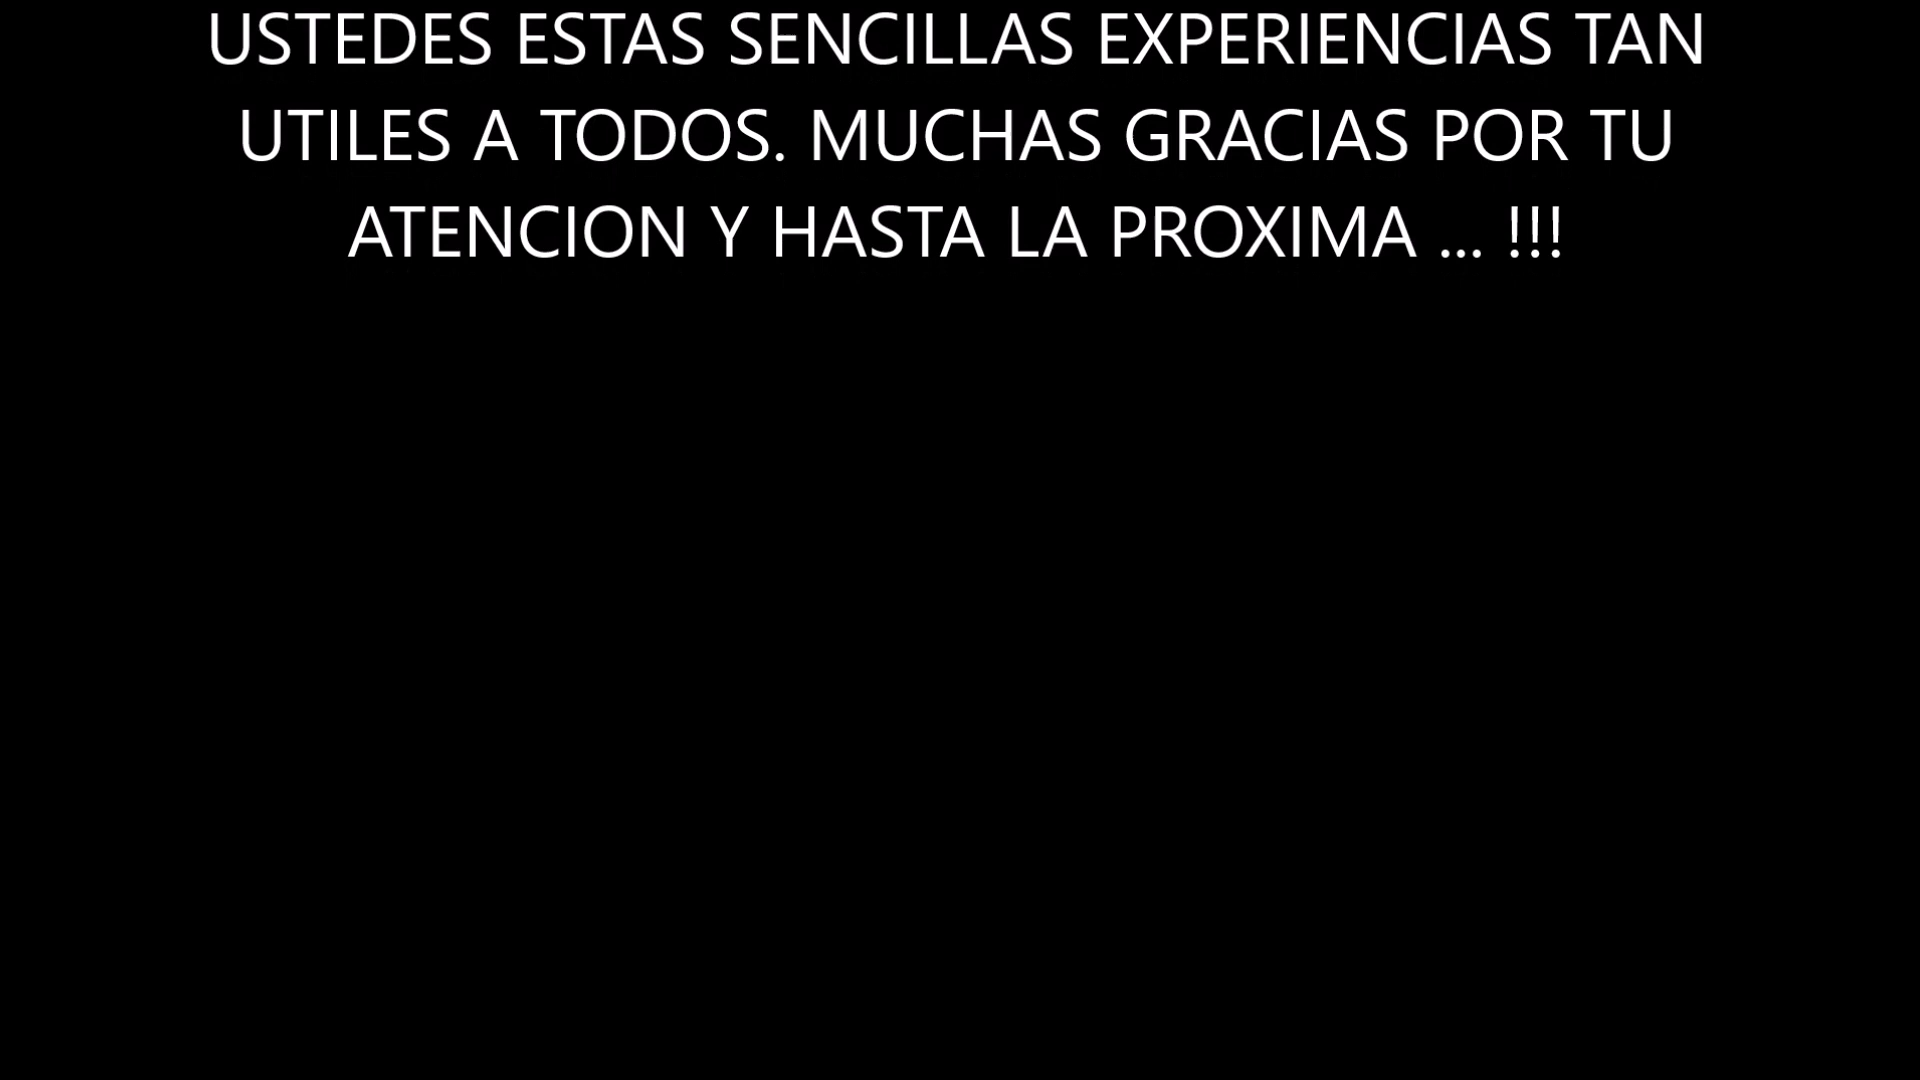 USTEDES ESTAS SENCILLAS EXPERIENCIAS TAN
UTILES A TODOS. MUCHAS GRACIAS POR TU
ATENCION Y HASTA LA PROXIMA ... !!!